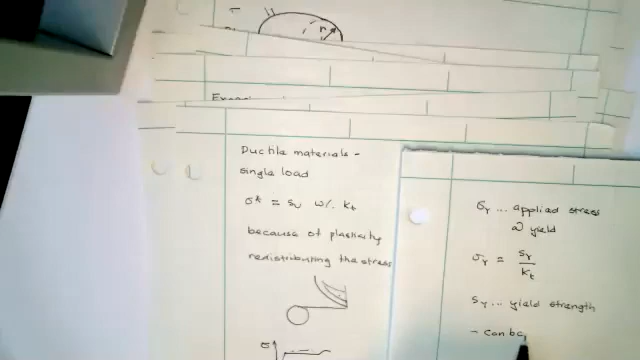 r
Ductile materials -
single load
σ* = Su w/. Kt
because of plasticity
redistributing the stress
σ
σy ... applied stress
@ yield
σy = Sy
Kt
Sy ... yield strength
- can be